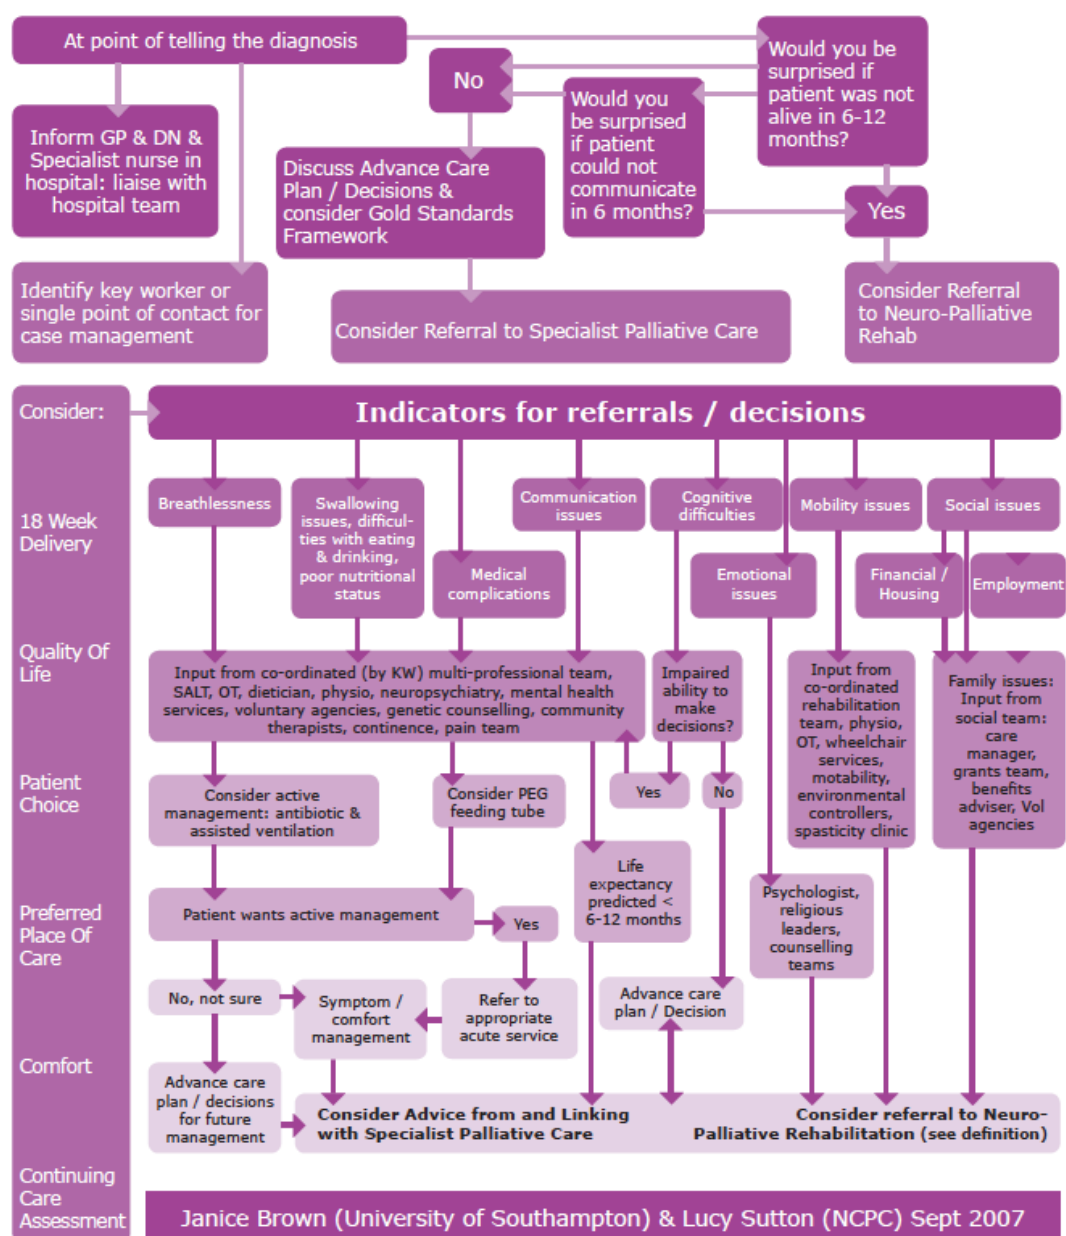 At point of telling the diagnosis
Would you be
surprised if
patient was not
alive in 6-12
months?
No
Would you
be surprised
if patient
could not
communicate
in 6 months?
Inform GP & DN &
Specialist nurse in
hospital: liaise with
hospital team
Discuss Advance Care
Plan / Decisions &
consider Gold Standards
Framework
Yes
Identify key worker or
single point of contact for
case management
Consider Referral to Specialist Palliative Care
Consider Referral
to Neuro-Palliative
Rehab
Consider:
18 Week
Delivery
Quality Of
Life
Patient
Choice
Preferred
Place Of
Care
Comfort
Continuing
Care
Assessment
Indicators for referrals / decisions
Breathlessness
Swallowing
issues, difficul-
ties with eating
& drinking,
poor nutritional
status
Medical
complications
Communication
issues
Cognitive
difficulties
Emotional
issues
Mobility issues
Social issues
Financial /
Housing
Employment
Input from co-ordinated (by KW) multi-professional team,
SALT, OT, dietician, physio, neuropsychiatry, mental health
services, voluntary agencies, genetic counselling, community
therapists, continence, pain team
Impaired
ability to
make
decisions?
Input from
co-ordinated
rehabilitation
team, physio,
OT, wheelchair
services,
motability,
environmental
controllers,
spasticity clinic
Family issues:
Input from
social team:
care
manager,
grants team,
benefits
adviser, Vol
agencies
Consider active
management: antibiotic &
assisted ventilation
Consider PEG
feeding tube
Yes
No
Life
expectancy
predicted <
6-12 months
Psychologist,
religious
leaders,
counselling
teams
Patient wants active management
Yes
No, not sure
Symptom /
comfort
management
Refer to
appropriate
acute service
Advance care
plan / Decision
Advance care
plan / decisions
for future
management
Consider Advice from and Linking
with Specialist Palliative Care
Consider referral to Neuro-
Palliative Rehabilitation (see definition)
Janice Brown (University of Southampton) & Lucy Sutton (NCPC) Sept 2007